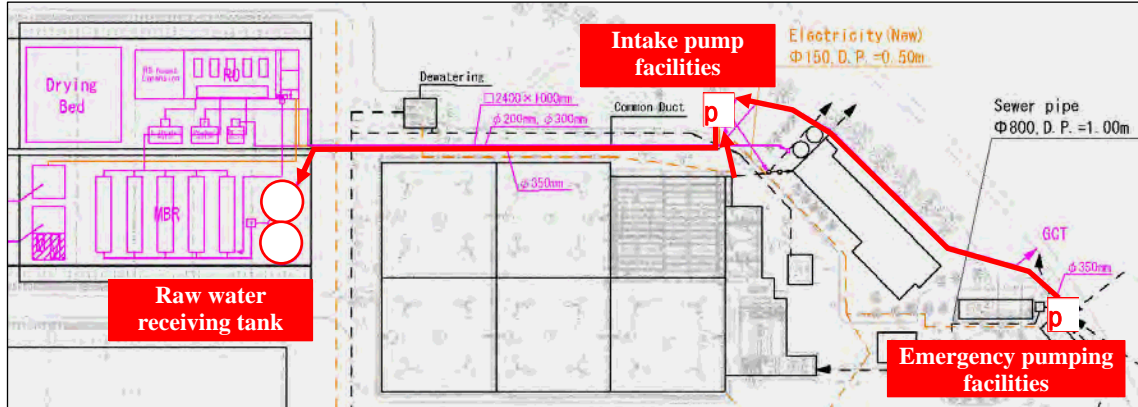 Intake pump
facilities
Electricity(New)
Φ150, D.P.=0.50m
Drying
Bed
RO
Dewatering
□2400×1000mm
Common Duct
φ200mm, φ300mm
p
Sewer pipe
Φ800, D.P.=1.00m
φ350mm
MBR
GCT
φ350mm
Raw water
receiving tank
p
Emergency pumping
facilities